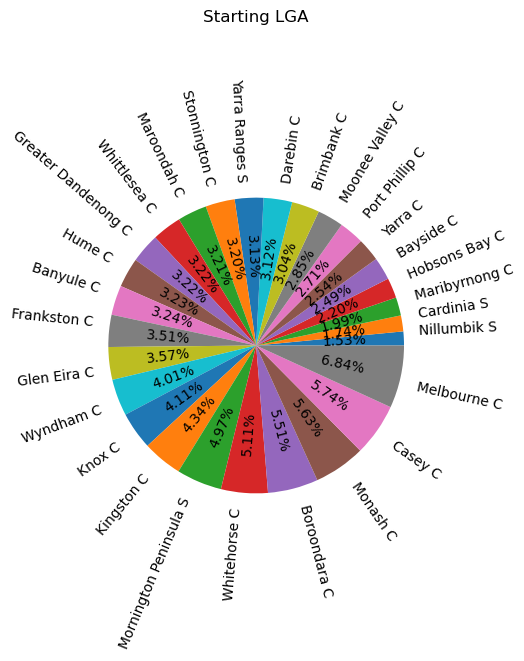 Starting LGA
Nillumbik S
1.53%
Cardinia S
1.74%
Maribyrnong C
1.99%
Hobsons Bay C
2.20%
Bayside C
2.49%
Yarra C
2.54%
Port Phillip C
2.71%
Moonee Valley C
2.85%
Brimbank C
3.04%
Darebin C
3.12%
Yarra Ranges S
3.13%
Stonnington C
3.20%
Maroondah C
3.21%
Whittlesea C
3.22%
Greater Dandenong C
3.22%
Hume C
3.23%
Banyule C
3.24%
Frankston C
3.51%
Glen Eira C
3.57%
Wyndham C
4.01%
Knox C
4.11%
Kingston C
4.34%
Mornington Peninsula S
4.97%
Whitehorse C
5.11%
Boroondara C
5.51%
Monash C
5.63%
Casey C
5.74%
Melbourne C
6.84%